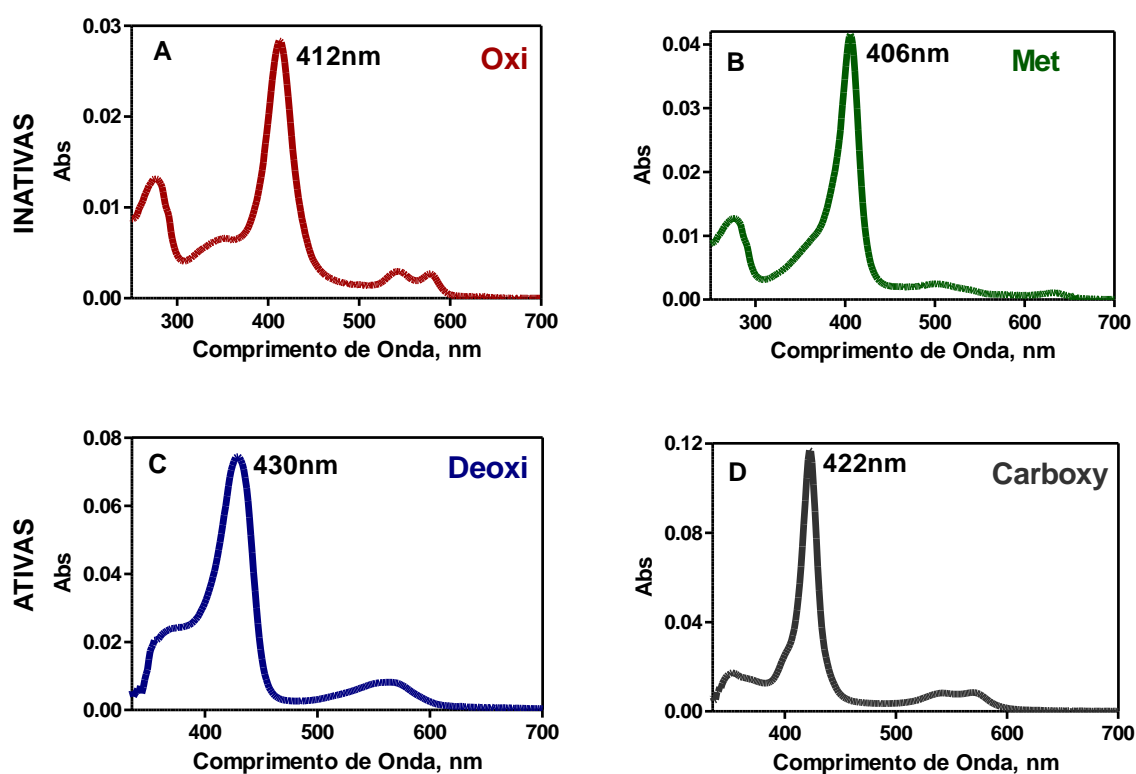 INATIVAS
A
412nm
Oxi
0.03
0.02
0.01
0.00
Abs
300 400 500 600 700
Comprimento de Onda, nm
B
406nm
Met
0.04
0.03
0.02
0.01
0.00
Abs
300 400 500 600 700
Comprimento de Onda, nm
ATIVAS
C
430nm
Deoxi
0.08
0.06
0.04
0.02
0.00
Abs
400 500 600 700
Comprimento de Onda, nm
D
422nm
Carboxy
0.12
0.08
0.04
0.00
Abs
400 500 600 700
Comprimento de Onda, nm